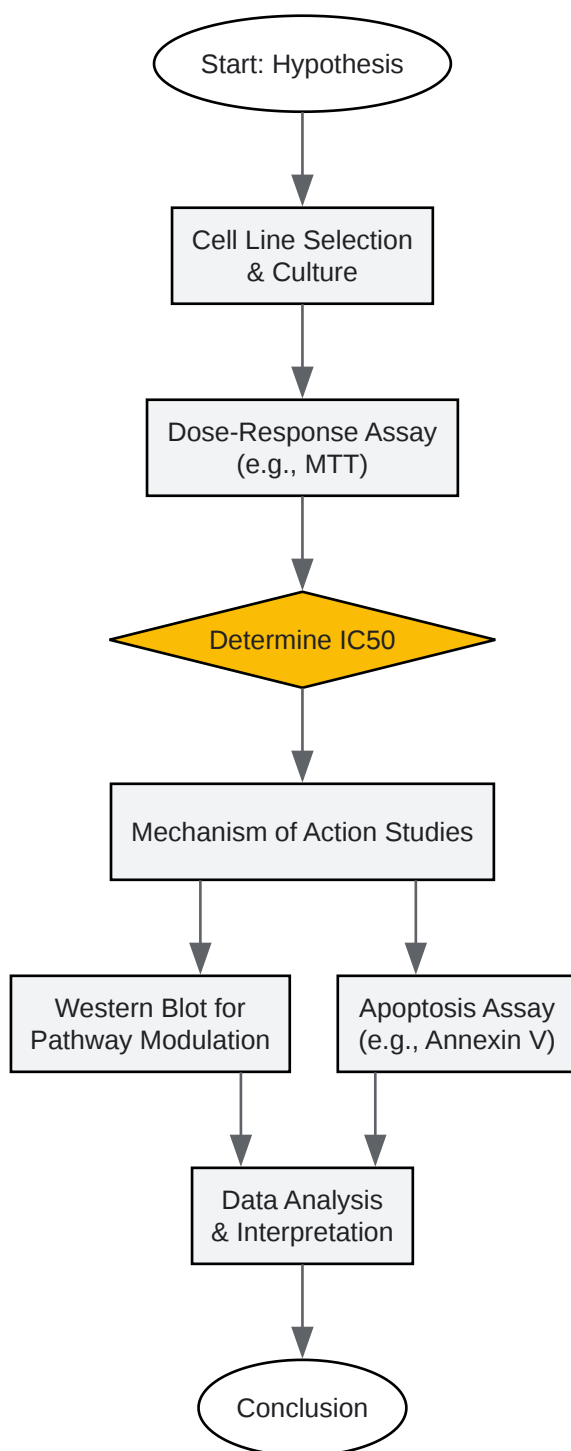 Start: Hypothesis
Cell Line Selection
& Culture
Dose-Response Assay
(e.g., MTT)
Determine IC50
Mechanism of Action Studies
Western Blot for
Pathway Modulation
Apoptosis Assay
(e.g., Annexin V)
Data Analysis
& Interpretation
Conclusion